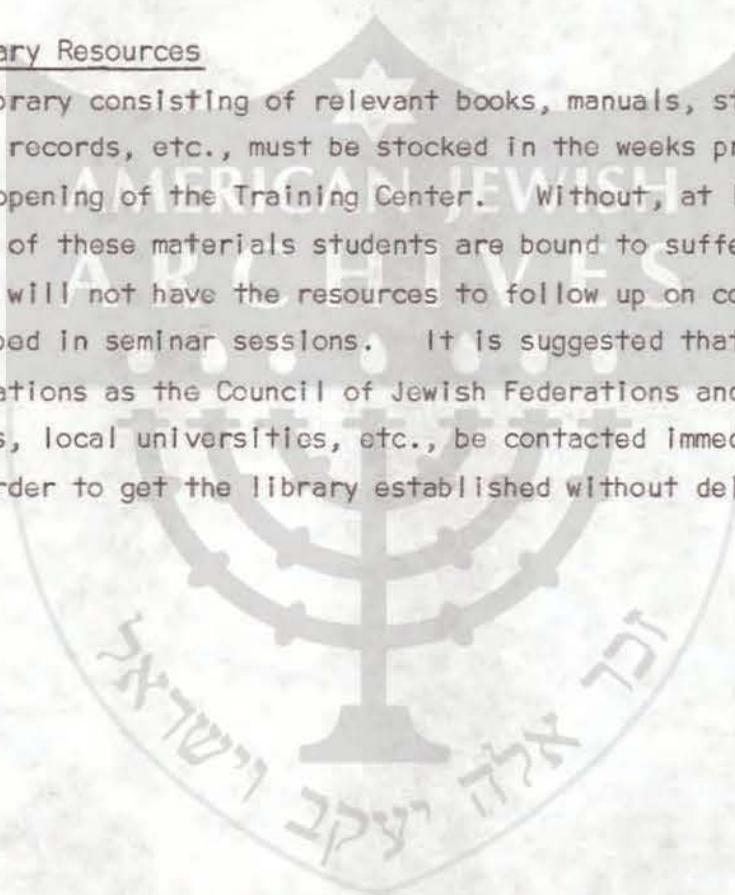 ary Resources
brary consisting of relevant books, manuals, st
records, etc., must be stocked in the weeks pr
opening of the Training Center. Without, at
of these materials students are bound to suffe
will not have the resources to follow up on co
ped in seminar sessions. It is suggested that
ations as the Council of Jewish Federations and
s, local universities, etc., be contacted immed
rder to get the library established without del
AMERICAN JEWISH
ARCHIVES
זכר אלה יעקב וישראל